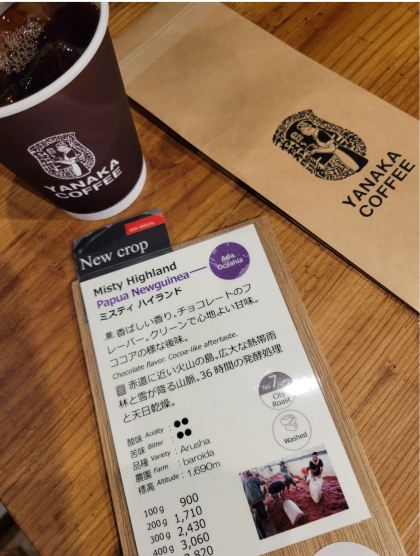 YANAKA
COFFEE
YANAKA
COFFEE
NEW ARRIVAL
New crop
Misty Highland
Papua Newguinea
Asia
Oceania
ミスティ ハイランド
香ばしい香り。チョコレートのフ
レーバー。クリーンで心地よい甘味。
ココアの様な後味。
Chocolate flavor. Cocoa-like aftertaste.
赤道に近い火山の島。広大な熱帯雨
林と雪が降る山脈。36時間の発酵処理
と天日乾燥。
No.7
City
Roast
Washed
酸味 Acidity :
苦味 Bitter :
品種 Variety : Arusha
農園 Farm : baroida
標高 Altitude : 1,690m
100g 900
200g 1,710
300g 2,430
400g 3,060
3,820